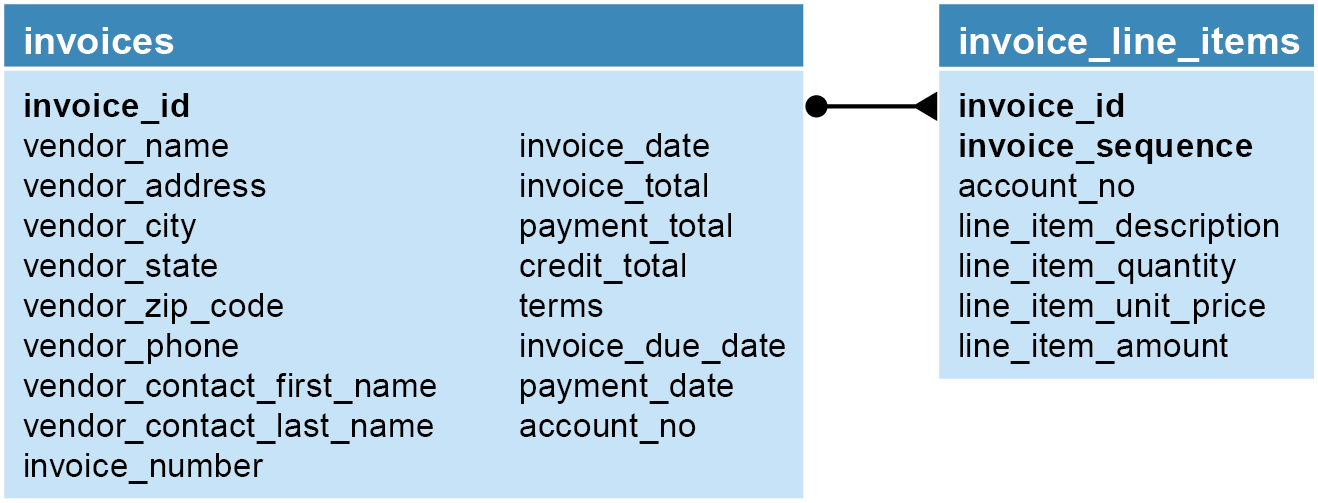 invoices
invoice_id
vendor_name
vendor_address
vendor_city
vendor_state
vendor_zip_code
vendor_phone
vendor_contact_first_name
vendor_contact_last_name
invoice_number
invoice_date
invoice_total
payment_total
credit_total
terms
invoice_due_date
payment_date
account_no
invoice_line_items
invoice_id
invoice_sequence
account_no
line_item_description
line_item_quantity
line_item_unit_price
line_item_amount